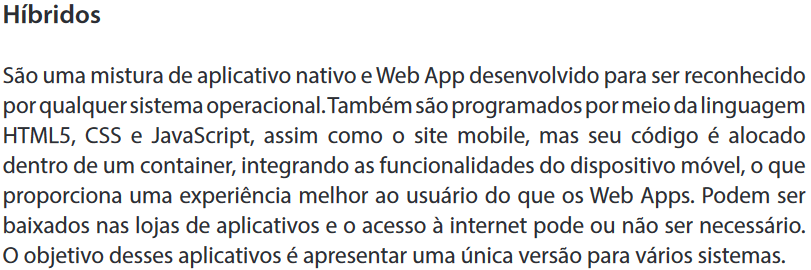 Híbridos
São uma mistura de aplicativo nativo e Web App desenvolvido para ser reconhecido
por qualquer sistema operacional. Também são programados por meio da linguagem
HTML5, CSS e JavaScript, assim como o site mobile, mas seu código é alocado
dentro de um container, integrando as funcionalidades do dispositivo móvel, o que
proporciona uma experiência melhor ao usuário do que os Web Apps. Podem ser
baixados nas lojas de aplicativos e o acesso à internet pode ou não ser necessário.
O objetivo desses aplicativos é apresentar uma única versão para vários sistemas.